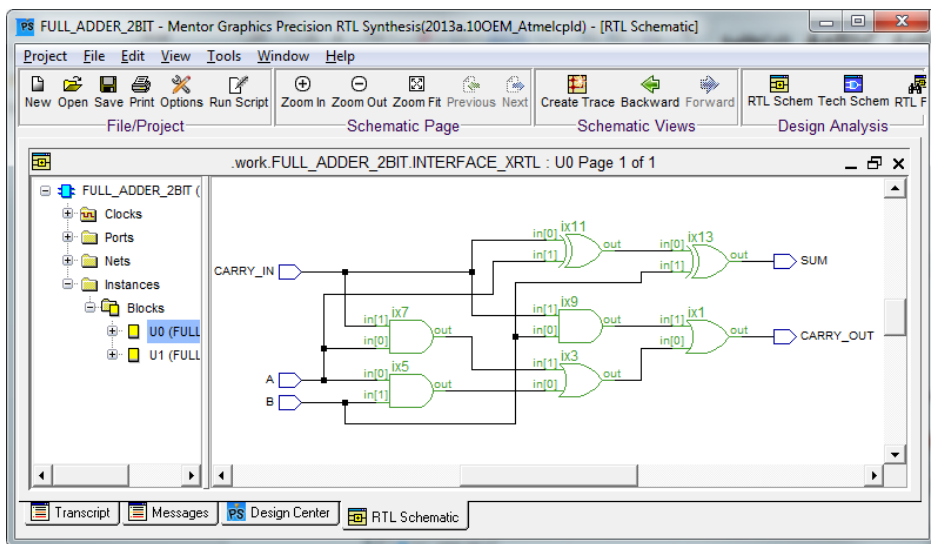 FULL_ADDER_2BIT - Mentor Graphics Precision RTL Synthesis(2013a.10OEM_Atmelcpld) - [RTL Schematic]
Project File Edit View Tools Window Help
New Open Save Print Options Run Script Zoom In Zoom Out Zoom Fit Previous Next Create Trace Backward Forward RTL Schem Tech Schem RTL F
File/Project Schematic Page Schematic Views Design Analysis
.work.FULL_ADDER_2BIT.INTERFACE_XRTL : U0 Page 1 of 1
FULL_ADDER_2BIT (
Clocks
Ports
Nets
Instances
Blocks
U0 (FULL
U1 (FULL
in[0] ix11
in[1] out
in[0] ix13
in[1] out
SUM
CARRY_IN
in[1] ix7
in[0] out
in[1] ix9
in[0] out
in[1] ix1
in[0] out
CARRY_OUT
A
B
in[0] ix5
in[1] out
in[1] ix3
in[0] out
Transcript Messages PS Design Center RTL Schematic